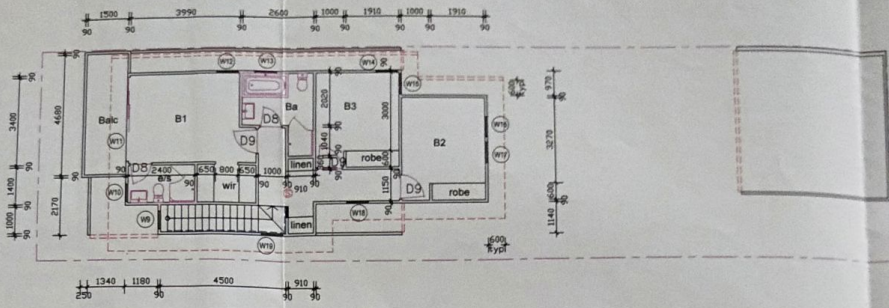 1500 3990 2600 1000 1910 1000 1910
90 90 90 90 90 90 90
W12 W13 W14 90
W15
600 typ
970
90
3400 4680
Balc B1 Ba B3 2020 3000
D8
D9
B2
W16
3270
W11
W17
1040
linen robe 600
D8 2400 650 800 650 1000
90 90 90 90
e/s wir 910
1400
W10
1150
D9 robe
600
90
2170
1000
W9
linen W18
1140
W19
600 typ
1340 1180 4500 910
250 90 90 90